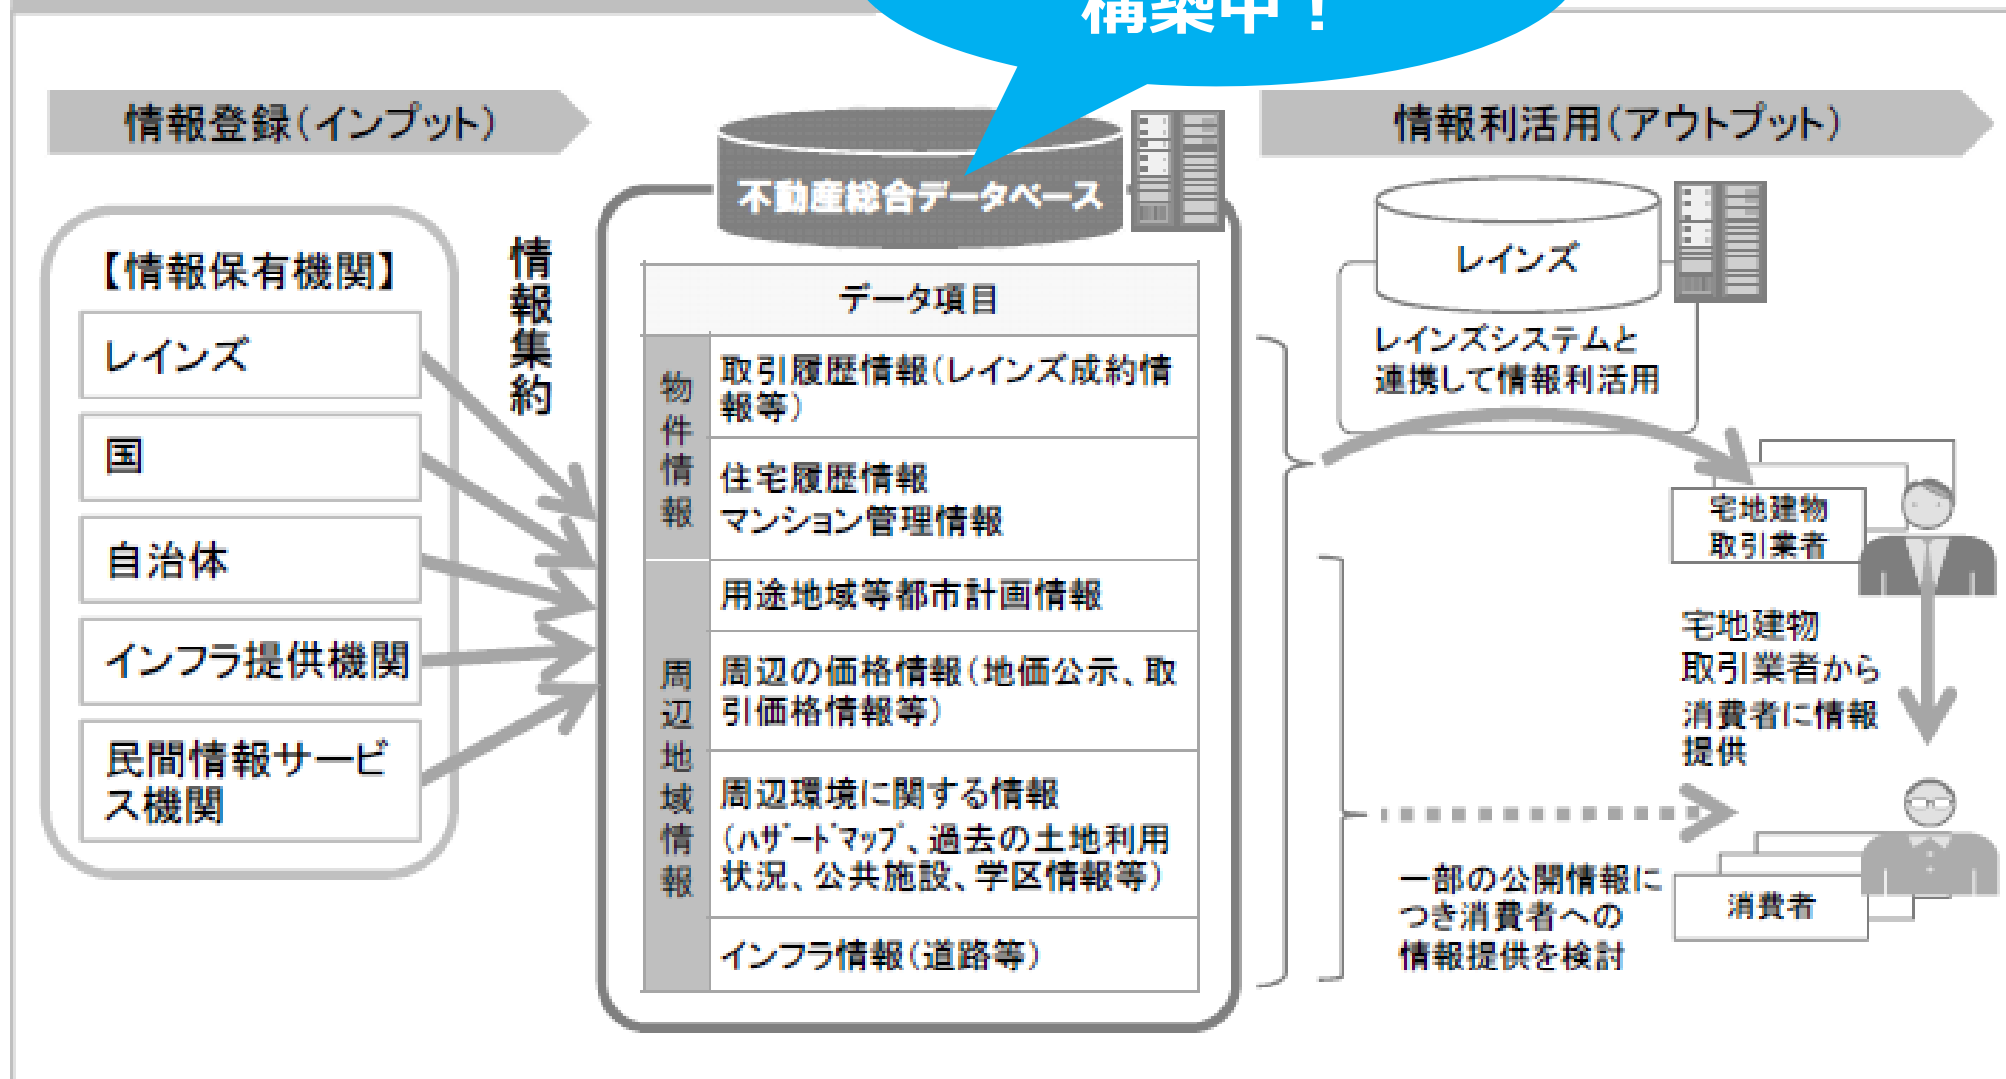 構築中！
情報登録（インプット）
情報利活用（アウトプット）
【情報保有機関】
レインズ
国
自治体
インフラ提供機関
民間情報サービ
ス機関
情報集約
不動産総合データベース
データ項目
物件情報
取引履歴情報（レインズ成約情
報等）
住宅履歴情報
マンション管理情報
周辺地域情報
用途地域等都市計画情報
周辺の価格情報（地価公示、取
引価格情報等）
周辺環境に関する情報
（ﾊｻﾞｰﾄﾞﾏｯﾌﾟ、過去の土地利用
状況、公共施設、学区情報等）
インフラ情報（道路等）
レインズ
レインズシステムと
連携して情報利活用
宅地建物
取引業者
宅地建物
取引業者から
消費者に情報
提供
消費者
一部の公開情報に
つき消費者への
情報提供を検討